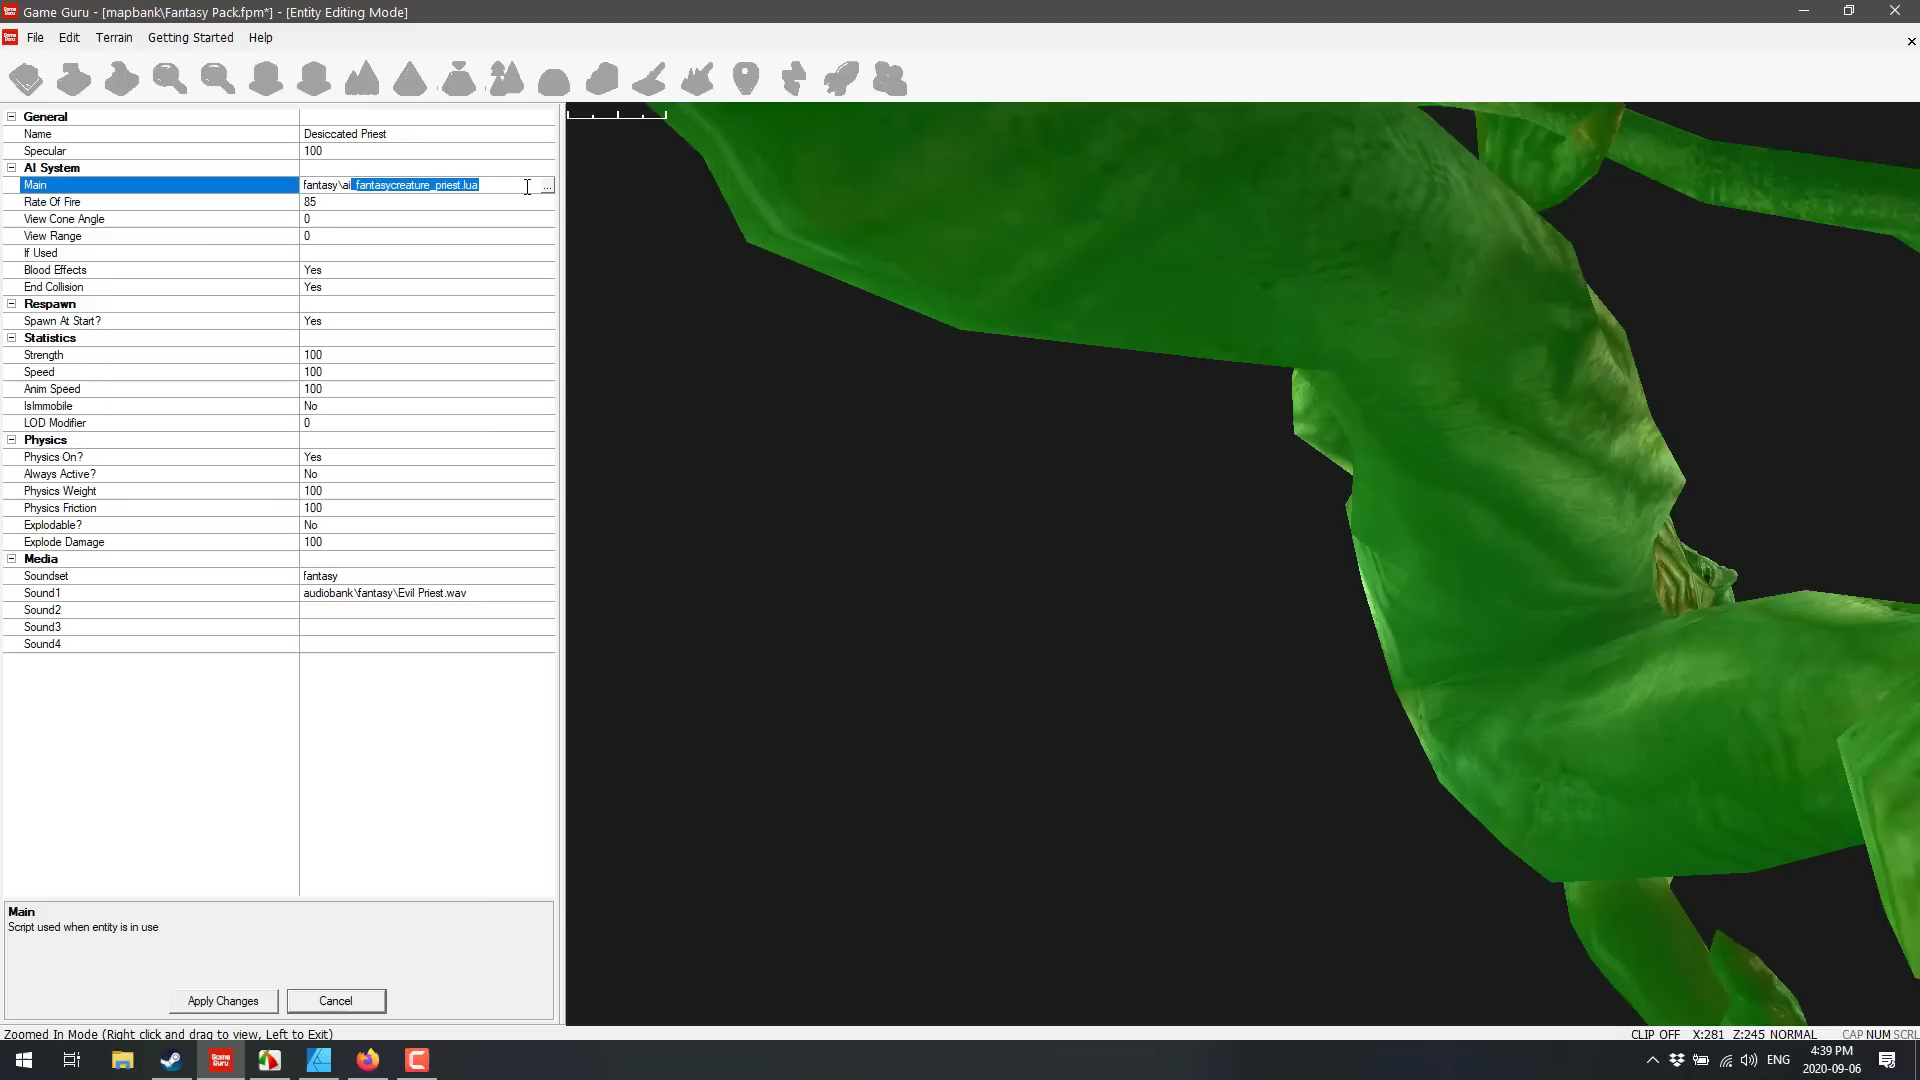 Game Guru - [mapbank\Fantasy Pack.fpm*] - [Entity Editing Mode]
File Edit Terrain Getting Started Help
General
Name Desiccated Priest
Specular 100
AI System
Main fantasy\ai_fantasycreature_priest.lua ...
Rate Of Fire 85
View Cone Angle 0
View Range 0
If Used
Blood Effects Yes
End Collision Yes
Respawn
Spawn At Start? Yes
Statistics
Strength 100
Speed 100
Anim Speed 100
IsImmobile No
LOD Modifier 0
Physics
Physics On? Yes
Always Active? No
Physics Weight 100
Physics Friction 100
Explodable? No
Explode Damage 100
Media
Soundset fantasy
Sound1 audiobank\fantasy\Evil Priest.wav
Sound2
Sound3
Sound4
Main
Script used when entity is in use
Apply Changes Cancel
Zoomed In Mode (Right click and drag to view, Left to Exit) CLIP OFF X:281 Z:245 NORMAL CAP NUM SCRL
ENG 4:39 PM
2020-09-06